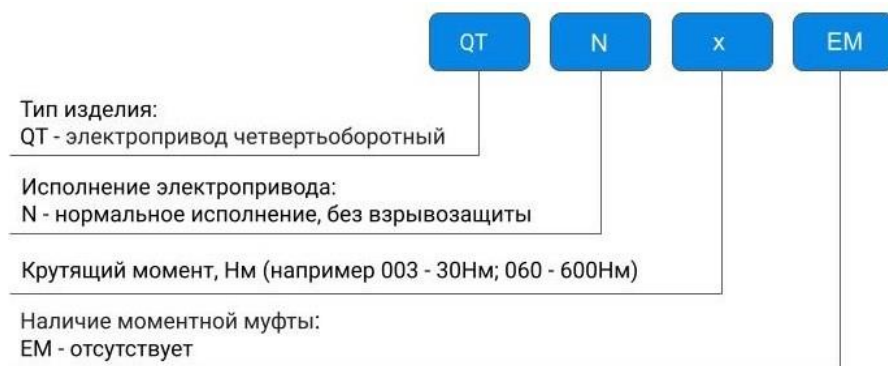 QT N x EM
Тип изделия:
QT - электропривод четвертьоборотный
Исполнение электропривода:
N - нормальное исполнение, без взрывозащиты
Крутящий момент, Нм (например 003 - 30Нм; 060 - 600Нм)
Наличие моментной муфты:
EM - отсутствует